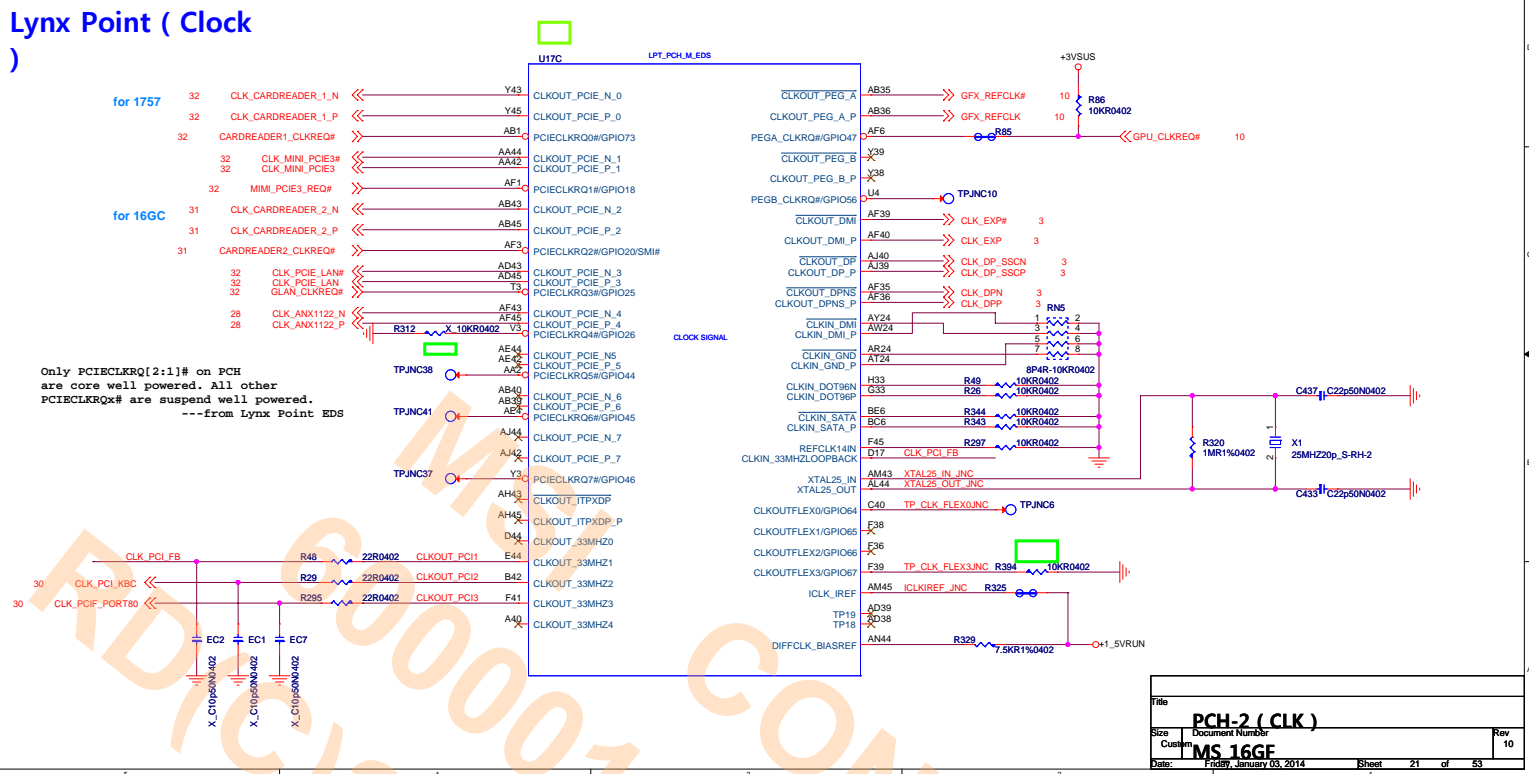 Lynx Point ( Clock
)
U17C
LPT_PCH_M_EDS
+3VSUS
for 1757
32 CLK_CARDREADER_1_N Y43 CLKOUT_PCIE_N_0
32 CLK_CARDREADER_1_P Y45 CLKOUT_PCIE_P_0
32 CARDREADER1_CLKREQ# AB1 PCIECLKRQ0#/GPIO73
32 CLK_MINI_PCIE3# AA44 CLKOUT_PCIE_N_1
32 CLK_MINI_PCIE3 AA42 CLKOUT_PCIE_P_1
32 MIMI_PCIE3_REQ# AF1 PCIECLKRQ1#/GPIO18
for 16GC
31 CLK_CARDREADER_2_N AB43 CLKOUT_PCIE_N_2
31 CLK_CARDREADER_2_P AB45 CLKOUT_PCIE_P_2
31 CARDREADER2_CLKREQ# AF3 PCIECLKRQ2#/GPIO20/SMI#
32 CLK_PCIE_LAN# AD43 CLKOUT_PCIE_N_3
32 CLK_PCIE_LAN AD45 CLKOUT_PCIE_P_3
32 GLAN_CLKREQ# T3 PCIECLKRQ3#/GPIO25
28 CLK_ANX1122_N AF43 CLKOUT_PCIE_N_4
28 CLK_ANX1122_P AF45 CLKOUT_PCIE_P_4
R312 X_10KR0402 V3 PCIECLKRQ4#/GPIO26
AE44 CLKOUT_PCIE_N5
AE42 CLKOUT_PCIE_P_5
TPJNC38 AA2 PCIECLKRQ5#/GPIO44
AB40 CLKOUT_PCIE_N_6
AB39 CLKOUT_PCIE_P_6
TPJNC41 AE4 PCIECLKRQ6#/GPIO45
AJ44 CLKOUT_PCIE_N_7
AJ42 CLKOUT_PCIE_P_7
TPJNC37 Y3 PCIECLKRQ7#/GPIO46
AH43 CLKOUT_ITPXDP
AH45 CLKOUT_ITPXDP_P
D44 CLKOUT_33MHZ0
CLK_PCI_FB R48 22R0402 CLKOUT_PCI1 E44 CLKOUT_33MHZ1
30 CLK_PCI_KBC R29 22R0402 CLKOUT_PCI2 B42 CLKOUT_33MHZ2
30 CLK_PCIF_PORT80 R295 22R0402 CLKOUT_PCI3 F41 CLKOUT_33MHZ3
A40 CLKOUT_33MHZ4
Only PCIECLKRQ[2:1]# on PCH
are core well powered. All other
PCIECLKRQx# are suspend well powered.
---from Lynx Point EDS
EC2 EC1 EC7
X_C10p50N0402
X_C10p50N0402
X_C10p50N0402
CLOCK SIGNAL
CLKOUT_PEG_A AB35 GFX_REFCLK# 10
CLKOUT_PEG_A_P AB36 GFX_REFCLK 10
R86
10KR0402
PEGA_CLKRQ#/GPIO47 AF6 R85 GPU_CLKREQ# 10
CLKOUT_PEG_B Y39
CLKOUT_PEG_B_P Y38
PEGB_CLKRQ#/GPIO56 U4 TPJNC10
CLKOUT_DMI AF39 CLK_EXP# 3
CLKOUT_DMI_P AF40 CLK_EXP 3
CLKOUT_DP AJ40 CLK_DP_SSCN 3
CLKOUT_DP_P AJ39 CLK_DP_SSCP 3
CLKOUT_DPNS AF35 CLK_DPN 3
CLKOUT_DPNS_P AF36 CLK_DPP 3
RN5
CLKIN_DMI AY24 1 2
CLKIN_DMI_P AW24 3 4
5 6
CLKIN_GND AR24 7 8
CLKIN_GND_P AT24
8P4R-10KR0402
CLKIN_DOT96N H33 R49 10KR0402
CLKIN_DOT96P G33 R26 10KR0402
CLKIN_SATA BE6 R344 10KR0402
CLKIN_SATA_P BC6 R343 10KR0402
REFCLK14IN F45 R297 10KR0402
CLKIN_33MHZLOOPBACK D17 CLK_PCI_FB
XTAL25_IN AM43 XTAL25_IN_JNC
XTAL25_OUT AL44 XTAL25_OUT_JNC
C437 C22p50N0402
R320
1MR1%0402
1
2
X1
25MHZ20p_S-RH-2
C433 C22p50N0402
CLKOUTFLEX0/GPIO64 C40 TP_CLK_FLEX0JNC TPJNC6
CLKOUTFLEX1/GPIO65 F38
CLKOUTFLEX2/GPIO66 F36
CLKOUTFLEX3/GPIO67 F39 TP_CLK_FLEX3JNC R394 10KR0402
ICLK_IREF AM45 ICLKIREF_JNC R325
TP19 AD39
TP18 AD38
DIFFCLK_BIASREF AN44 R329 7.5KR1%0402 +1_5VRUN
MSI CON
600001
RD(C)
Title
PCH-2 ( CLK )
Size Document Number Rev
Custom MS_16GF 10
Date: Friday, January 03, 2014 Sheet 21 of 53